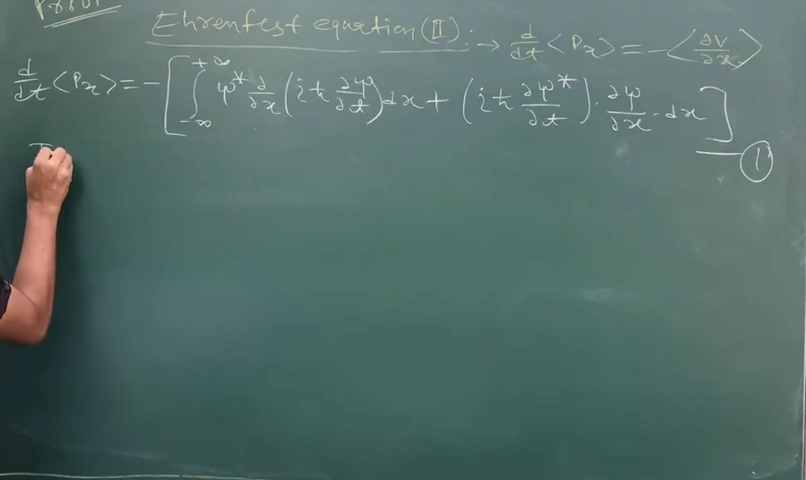 Proof
Ehrenfest equation (II) :→ d/dt <Px> = -<∂V/∂x>
d/dt <Px> = -[∫_{-∞}^{+∞} ψ* ∂/∂x (iħ ∂ψ/∂t) dx + (iħ ∂ψ*/∂t) · ∂ψ/∂x · dx] — ①